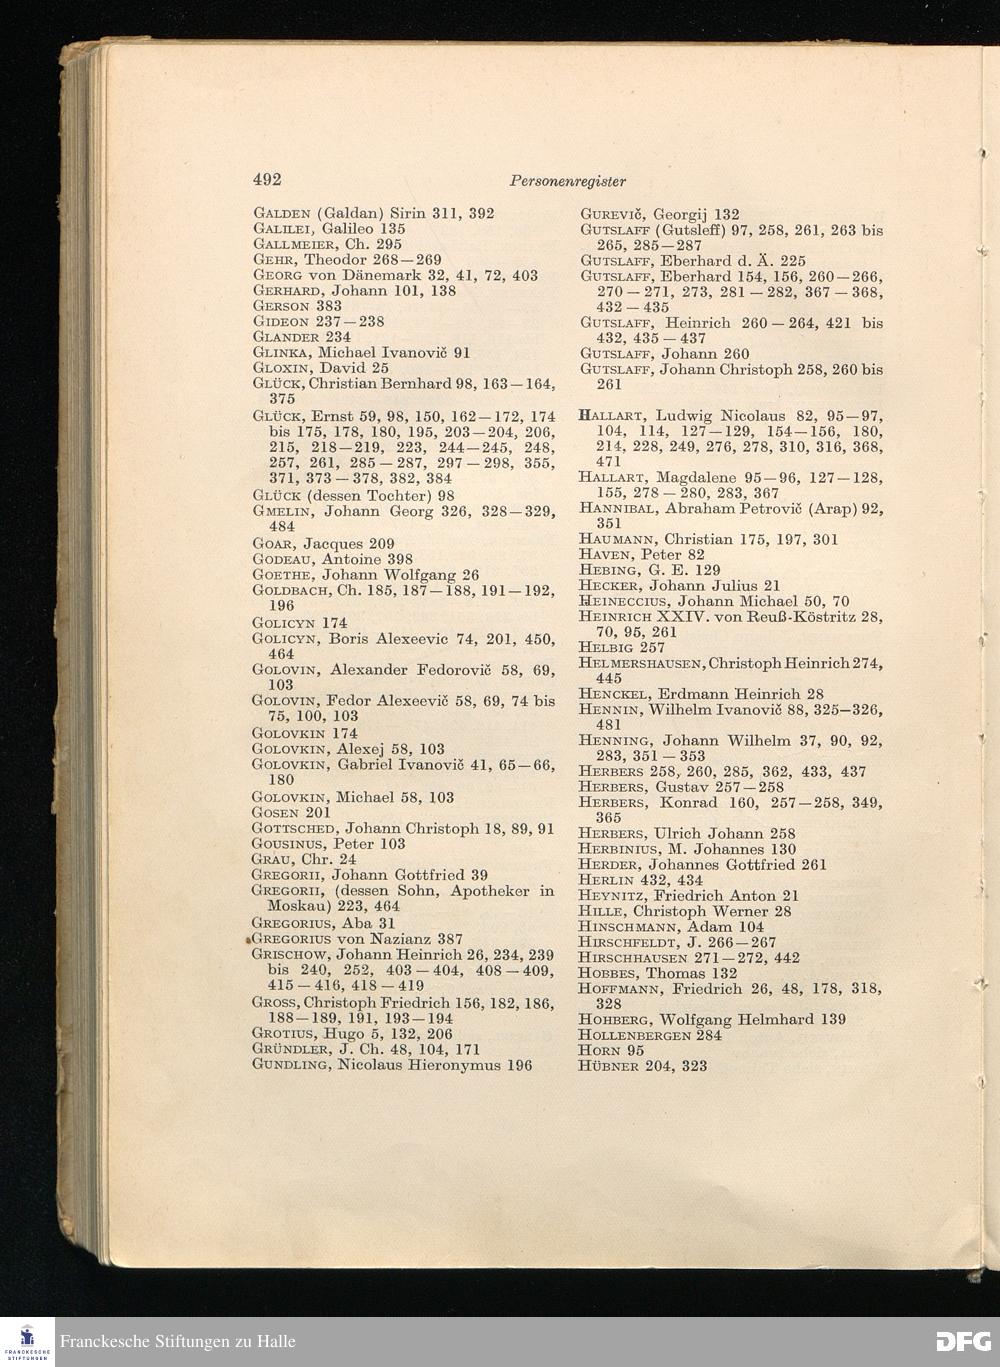 492
Personenregister
GALDEN (Galdan) Sirin 311, 392
GALILEI, Galileo 135
GALLMEIER, Ch. 295
GEHR, Theodor 268—269
GEORG von Dänemark 32, 41, 72, 403
GERHARD, Johann 101, 138
GERSON 383
GIDEON 237—238
GLANDER 234
GLINKA, Michael Ivanovič 91
GLOXIN, David 25
GLÜCK, Christian Bernhard 98, 163—164,
375
GLÜCK, Ernst 59, 98, 150, 162—172, 174
bis 175, 178, 180, 195, 203—204, 206,
215, 218—219, 223, 244—245, 248,
257, 261, 285—287, 297—298, 355,
371, 373—378, 382, 384
GLÜCK (dessen Tochter) 98
GMELIN, Johann Georg 326, 328—329,
484
GOAR, Jacques 209
GODEAU, Antoine 398
GOETHE, Johann Wolfgang 26
GOLDBACH, Ch. 185, 187—188, 191—192,
196
GOLICYN 174
GOLICYN, Boris Alexeevic 74, 201, 450,
464
GOLOVIN, Alexander Fedorovič 58, 69,
103
GOLOVIN, Fedor Alexeevič 58, 69, 74 bis
75, 100, 103
GOLOVKIN 174
GOLOVKIN, Alexej 58, 103
GOLOVKIN, Gabriel Ivanovič 41, 65—66,
180
GOLOVKIN, Michael 58, 103
GOSEN 201
GOTTSCHED, Johann Christoph 18, 89, 91
GOUSINUS, Peter 103
GRAU, Chr. 24
GREGORII, Johann Gottfried 39
GREGORII, (dessen Sohn, Apotheker in
Moskau) 223, 464
GREGORIUS, Aba 31
GREGORIUS von Nazianz 387
GRISCHOW, Johann Heinrich 26, 234, 239
bis 240, 252, 403—404, 408—409,
415—416, 418—419
GROSS, Christoph Friedrich 156, 182, 186,
188—189, 191, 193—194
GROTIUS, Hugo 5, 132, 206
GRÜNDLER, J. Ch. 48, 104, 171
GUNDLING, Nicolaus Hieronymus 196
GUREVIČ, Georgij 132
GUTSLAFF (Gutsleff) 97, 258, 261, 263 bis
265, 285—287
GUTSLAFF, Eberhard d. Ä. 225
GUTSLAFF, Eberhard 154, 156, 260—266,
270—271, 273, 281—282, 367—368,
432—435
GUTSLAFF, Heinrich 260—264, 421 bis
432, 435—437
GUTSLAFF, Johann 260
GUTSLAFF, Johann Christoph 258, 260 bis
261
HALLART, Ludwig Nicolaus 82, 95—97,
104, 114, 127—129, 154—156, 180,
214, 228, 249, 276, 278, 310, 316, 368,
471
HALLART, Magdalene 95—96, 127—128,
155, 278—280, 283, 367
HANNIBAL, Abraham Petrovič (Arap) 92,
351
HAUMANN, Christian 175, 197, 301
HAVEN, Peter 82
HEBING, G. E. 129
HECKER, Johann Julius 21
HEINECCIUS, Johann Michael 50, 70
HEINRICH XXIV. von Reuß-Köstritz 28,
70, 95, 261
HELBIG 257
HELMERSHAUSEN, Christoph Heinrich 274,
445
HENCKEL, Erdmann Heinrich 28
HENNIN, Wilhelm Ivanovič 88, 325—326,
481
HENNING, Johann Wilhelm 37, 90, 92,
283, 351—353
HERBERS 258, 260, 285, 362, 433, 437
HERBERS, Gustav 257—258
HERBERS, Konrad 160, 257—258, 349,
365
HERBERS, Ulrich Johann 258
HERBINIUS, M. Johannes 130
HERDER, Johannes Gottfried 261
HERLIN 432, 434
HEYNITZ, Friedrich Anton 21
HILLE, Christoph Werner 28
HINSCHMANN, Adam 104
HIRSCHFELDT, J. 266—267
HIRSCHHAUSEN 271—272, 442
HOBBES, Thomas 132
HOFFMANN, Friedrich 26, 48, 178, 318,
328
HOHBERG, Wolfgang Helmhard 139
HOLLENBERGEN 284
HORN 95
HÜBNER 204, 323
FRANCKESCHE
STIFTUNGEN
Franckesche Stiftungen zu Halle
DFG